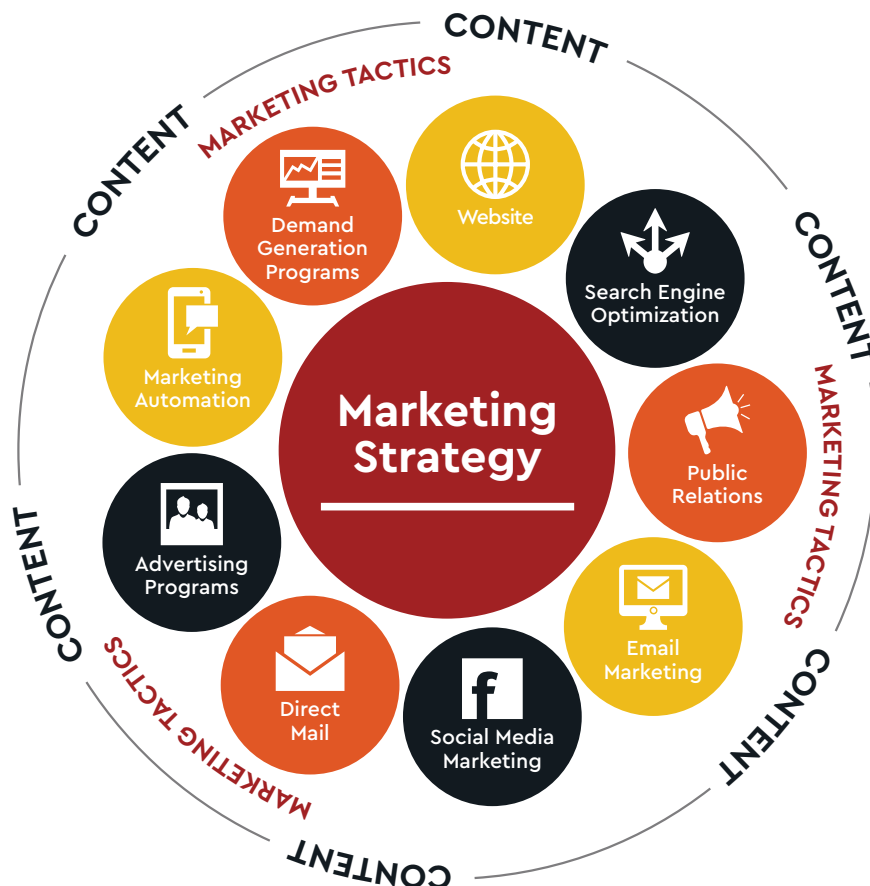 CONTENT
MARKETING TACTICS
CONTENT
Website
Demand
Generation
Programs
Search Engine
Optimization
CONTENT
Marketing
Automation
Marketing
Strategy
MARKETING TACTICS
Public
Relations
CONTENT
Advertising
Programs
Email
Marketing
CONTENT
MARKETING TACTICS
Direct
Mail
Social Media
Marketing
CONTENT